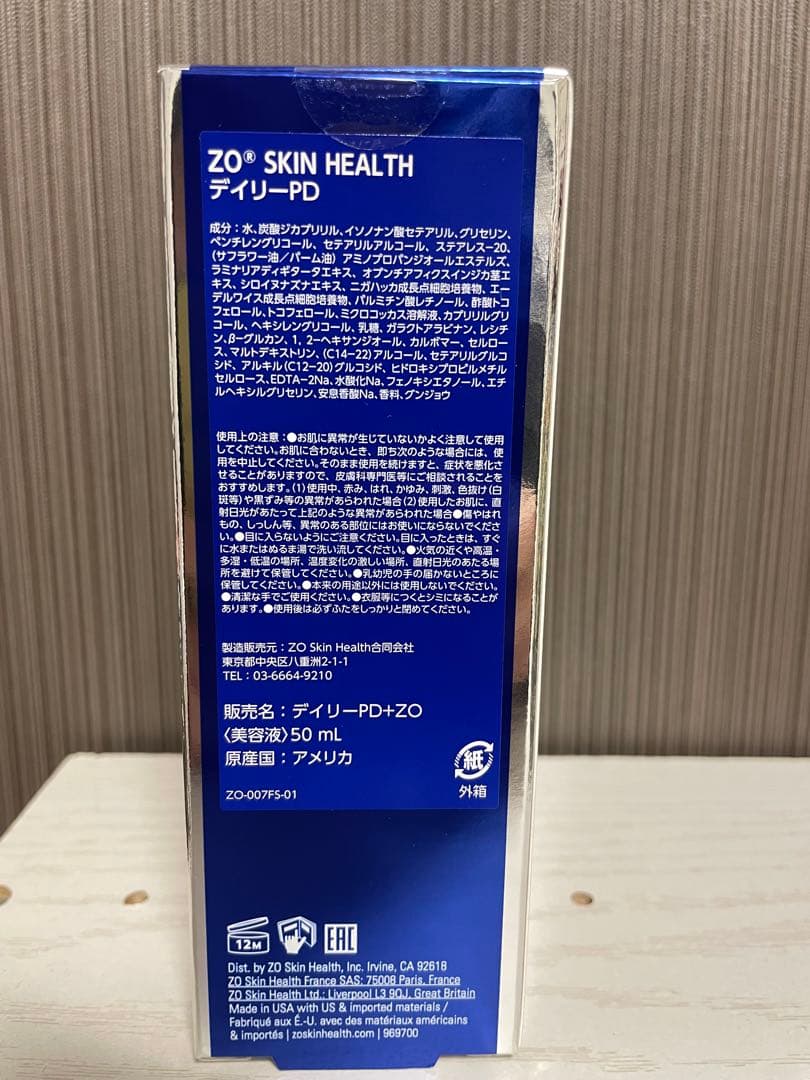 ZO® SKIN HEALTH
デイリーPD
成分：水、炭酸ジカプリリル、イソノナン酸セテアリル、グリセリン、
ペンチレングリコール、セテアリルアルコール、ステアレス-20、
（サフラワー油／パーム油）アミノプロパンジオールエステルズ、
ラミナリアディギタータエキス、オプンチアフィクスインジカ茎エ
キス、シロイヌナズナエキス、ニガハッカ成長点細胞培養物、エー
デルワイス成長点細胞培養物、パルミチン酸レチノール、酢酸トコ
フェロール、トコフェロール、ミクロコッカス溶解液、カプリリルグリ
コール、ヘキシレングリコール、乳糖、ガラクトアラビナン、レシチ
ン、β-グルカン、1，2-ヘキサンジオール、カルボマー、セルロー
ス、マルトデキストリン、（C14-22）アルコール、セテアリルグルコ
シド、アルキル（C12-20）グルコシド、ヒドロキシプロピルメチル
セルロース、EDTA-2Na、水酸化Na、フェノキシエタノール、エチ
ルヘキシルグリセリン、安息香酸Na、香料、グンジョウ
使用上の注意：●お肌に異常が生じていないかよく注意して使用
してください。お肌に合わないとき、即ち次のような場合には、使
用を中止してください。そのまま使用を続けますと、症状を悪化さ
せることがありますので、皮膚科専門医等にご相談されることを
おすすめします。（1）使用中、赤み、はれ、かゆみ、刺激、色抜け（白
斑等）や黒ずみ等の異常があらわれた場合（2）使用したお肌に、直
射日光があたって上記のような異常があらわれた場合●傷やはれ
もの、しっしん等、異常のある部位にはお使いにならないでくださ
い。●目に入らないようにご注意ください。目に入ったときは、すぐ
に水またはぬるま湯で洗い流してください。●火気の近くや高温・
多湿・低温の場所、温度変化の激しい場所、直射日光のあたる場
所を避けて保管してください。●乳幼児の手の届かないところに
保管してください。●本来の用途以外には使用しないでください。
●清潔な手でご使用ください。●衣服等につくとシミになることが
あります。●使用後は必ずふたをしっかりと閉めてください。
製造販売元：ZO Skin Health合同会社
東京都中央区八重洲2-1-1
TEL：03-6664-9210
販売名：デイリーPD+ZO
〈美容液〉50 mL
原産国：アメリカ
紙
外箱
ZO-007FS-01
12M
EAC
Dist. by ZO Skin Health, Inc. Irvine, CA 92618
ZO Skin Health France SAS: 75008 Paris, France
ZO Skin Health Ltd.: Liverpool L3 9QJ, Great Britain
Made in USA with US & imported materials /
Fabriqué aux É.-U. avec des matériaux américains
& importés | zoskinhealth.com | 969700